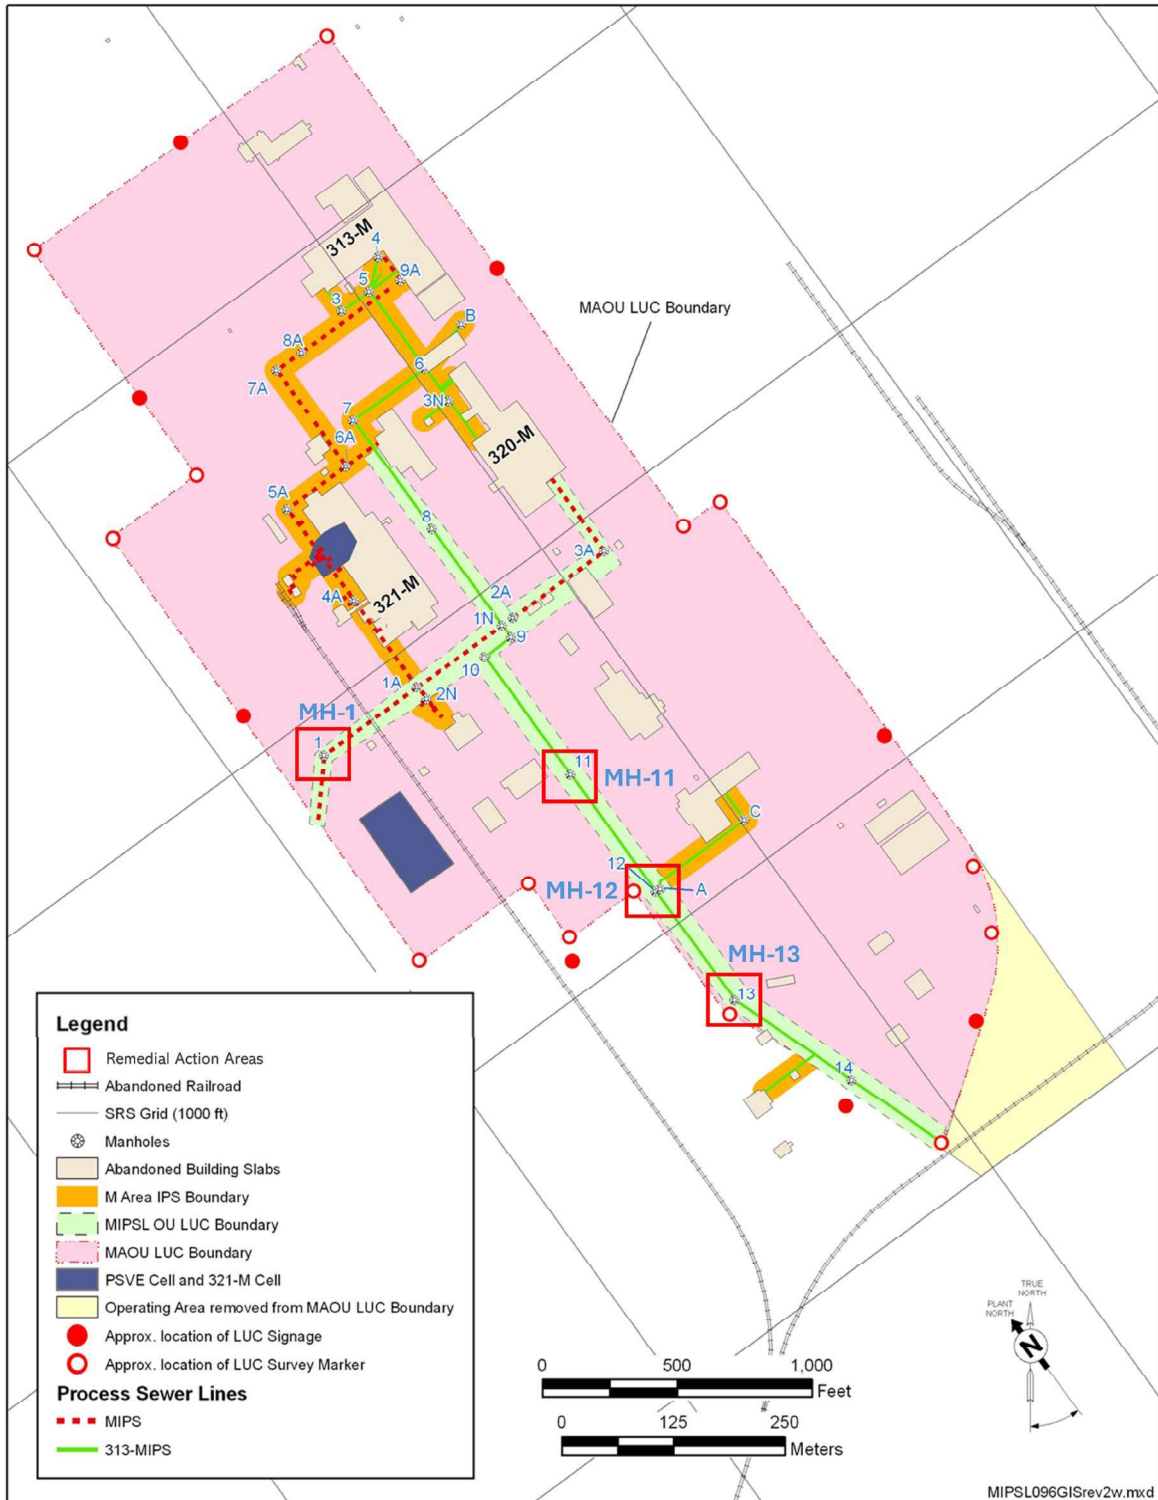 313-M
4
9A
5
3
B
MAOU LUC Boundary
8A
7A
6
3N
7
6A
320-M
5A
8
3A
4A
321-M
2A
1N
9
10
1A
2N
MH-1
1
11
MH-11
C
12
A
MH-12
MH-13
13
14
Legend
Remedial Action Areas
Abandoned Railroad
SRS Grid (1000 ft)
Manholes
Abandoned Building Slabs
M Area IPS Boundary
MIPSL OU LUC Boundary
MAOU LUC Boundary
PSVE Cell and 321-M Cell
Operating Area removed from MAOU LUC Boundary
Approx. location of LUC Signage
Approx. location of LUC Survey Marker
Process Sewer Lines
MIPS
313-MIPS
0 500 1,000
Feet
0 125 250
Meters
TRUE
NORTH
PLANT
NORTH
N
MIPSL096GISrev2w.mxd